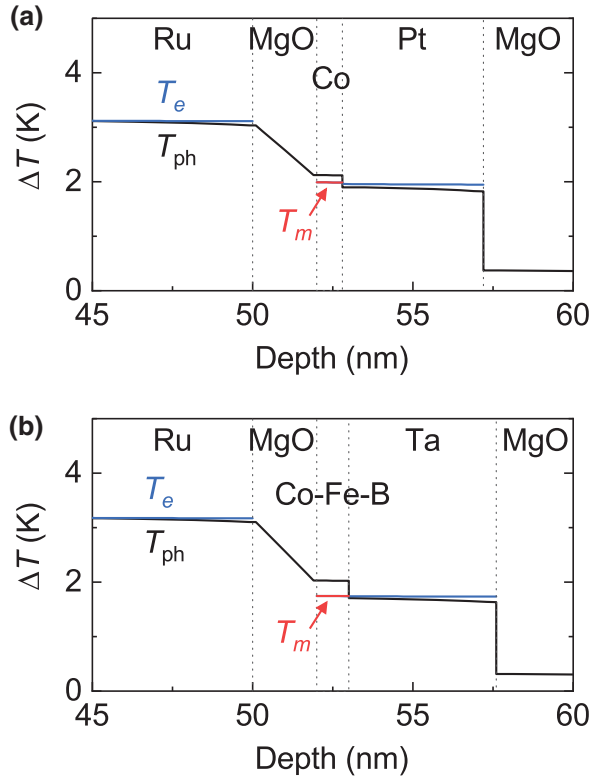 (a)
Ru MgO Co Pt MgO
T_e
T_ph
T_m
ΔT (K)
4
2
0
45 50 55 60
Depth (nm)
(b)
Ru MgO Co-Fe-B Ta MgO
T_e
T_ph
T_m
ΔT (K)
4
2
0
45 50 55 60
Depth (nm)